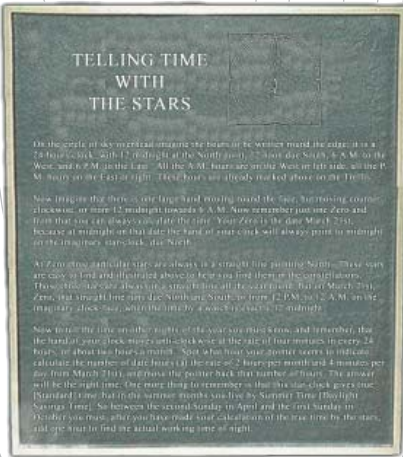 TELLING TIME
WITH
THE STARS
On the circle of sky overhead imagine the hours to be written round the edge: it is a
24 hours clock, with 12 midnight at the North point, 12 noon due South, 6 A.M. to the
West, and 6 P.M. to the East. All the A.M. hours are on the West or left side, all the P.
M. hours on the East or right. These hours are already marked above on the
Now imagine that there is one large hand moving round the face, but moving counter
clockwise, or from 12 midnight towards 6 A.M. Now remember just one Zero and
from that you can always calculate the time. Your Zero is the date March 21st,
because at midnight on that date the hand of your clock will always point to midnight
on the imaginary star-clock, due North.
At Zero three particular stars are always in a straight line pointing North. These stars
are easy to find and illustrated above to help you find them in the constellations.
Those three stars are always in a straight line all the year round. But on March 21st,
Zero, that straight line runs due North and South, or from 12 P.M. to 12 A.M. on the
imaginary clock-face, when the time by a watch is exactly 12 midnight.
Now to tell the time on other nights of the year you must know, and remember, that
the hand of your clock moves anti-clockwise at the rate of four minutes in every 24
hours, or about two hours a month. Spot what hour your pointer seems to indicate
calculate the number of date hours (at the rate of 2 hours per month and 4 minutes per
day from March 21st), and move the pointer back that number of hours. The answer
will be the right time. One more thing to remember is that this star-clock gives true
[Standard] time, but in the summer months you live by Summer Time [Daylight
Savings Time]. So between the second Sunday in April and the first Sunday in
October you must, after you have made your calculation of the true time by the stars,
add one hour to find the actual working time of night.